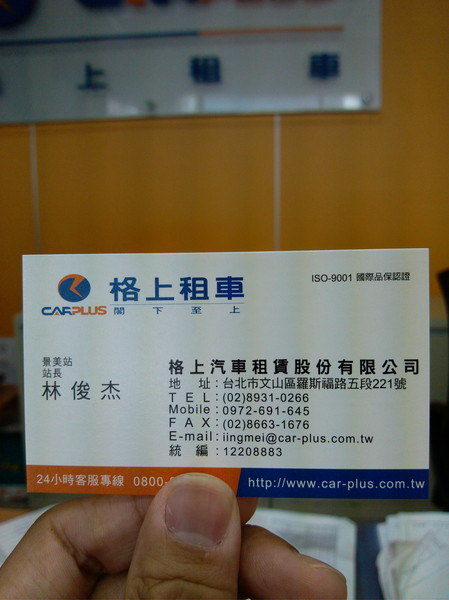 上租車
ISO-9001 國際品保認證
CARPLUS
格上租車
閣下至上
景美站
站長
林俊杰
格上汽車租賃股份有限公司
地 址:台北市文山區羅斯福路五段221號
TEL:(02)8931-0266
Mobile:0972-691-645
FAX:(02)8663-1676
E-mail:iingmei@car-plus.com.tw
統編:12208883
24小時客服專線 0800-
http://www.car-plus.com.tw